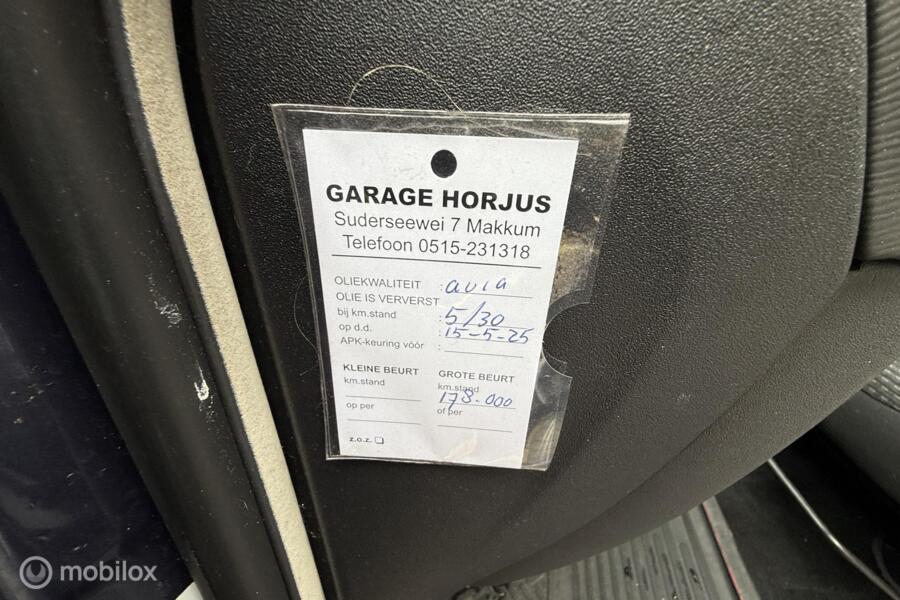 GARAGE HORJUS
Suderseewei 7 Makkum
Telefoon 0515-231318
OLIEKWALITEIT : avia
OLIE IS VERVERST
bij km.stand : 5/30
op d.d. : 15-5-25
APK-keuring vóór :
KLEINE BEURT
km.stand
op per
GROTE BEURT
km.stand
178.000
of per
z.o.z.
mobilox